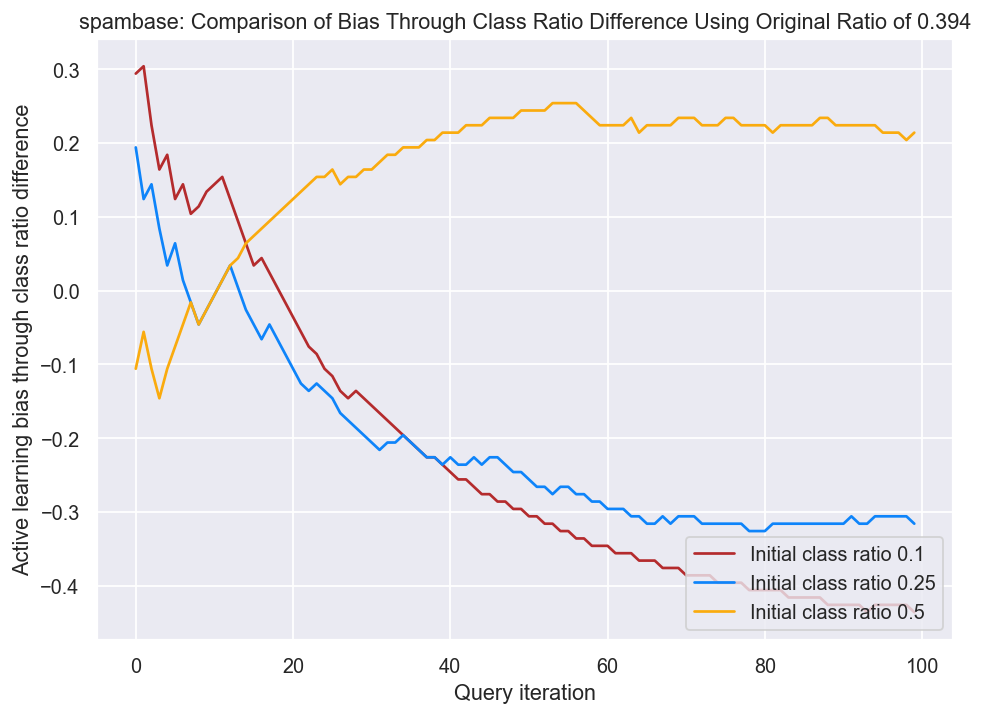 spambase: Comparison of Bias Through Class Ratio Difference Using Original Ratio of 0.394
Active learning bias through class ratio difference
0.3
0.2
0.1
0.0
−0.1
−0.2
−0.3
−0.4
Initial class ratio 0.1
Initial class ratio 0.25
Initial class ratio 0.5
0 20 40 60 80 100
Query iteration